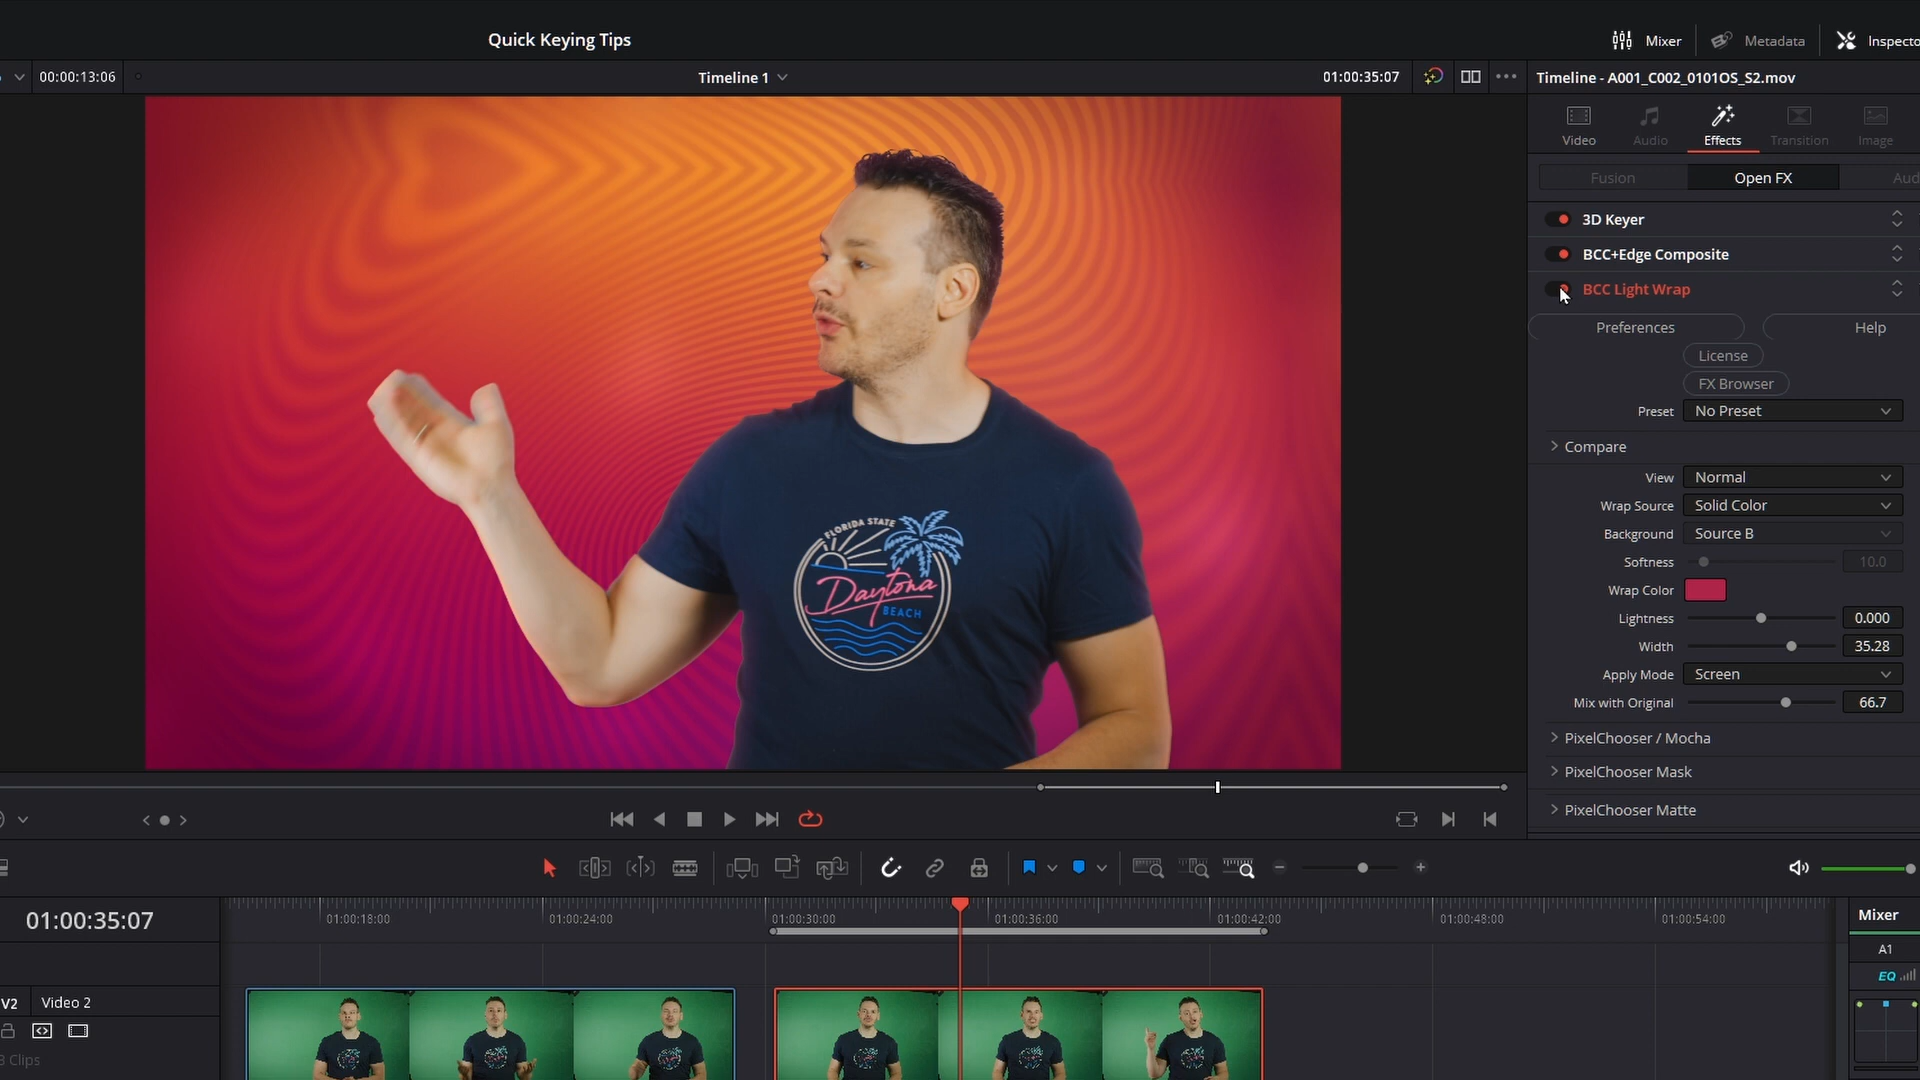 Quick Keying Tips
Mixer
Metadata
Inspecto
00:00:13:06
Timeline 1
01:00:35:07
Timeline - A001_C002_0101OS_S2.mov
Video
Audio
Effects
Transition
Image
Fusion
Open FX
Aud
3D Keyer
BCC+Edge Composite
BCC Light Wrap
Preferences
Help
License
FX Browser
Preset No Preset
Compare
View Normal
Wrap Source Solid Color
Background Source B
Softness 10.0
Wrap Color
Lightness 0.000
Width 35.28
Apply Mode Screen
Mix with Original 66.7
PixelChooser / Mocha
PixelChooser Mask
PixelChooser Matte
FLORIDA STATE
Daytona
BEACH
01:00:35:07
01:00:18:00
01:00:24:00
01:00:30:00
01:00:36:00
01:00:42:00
01:00:48:00
01:00:54:00
Mixer
A1
EQ
V2 Video 2
3 Clips